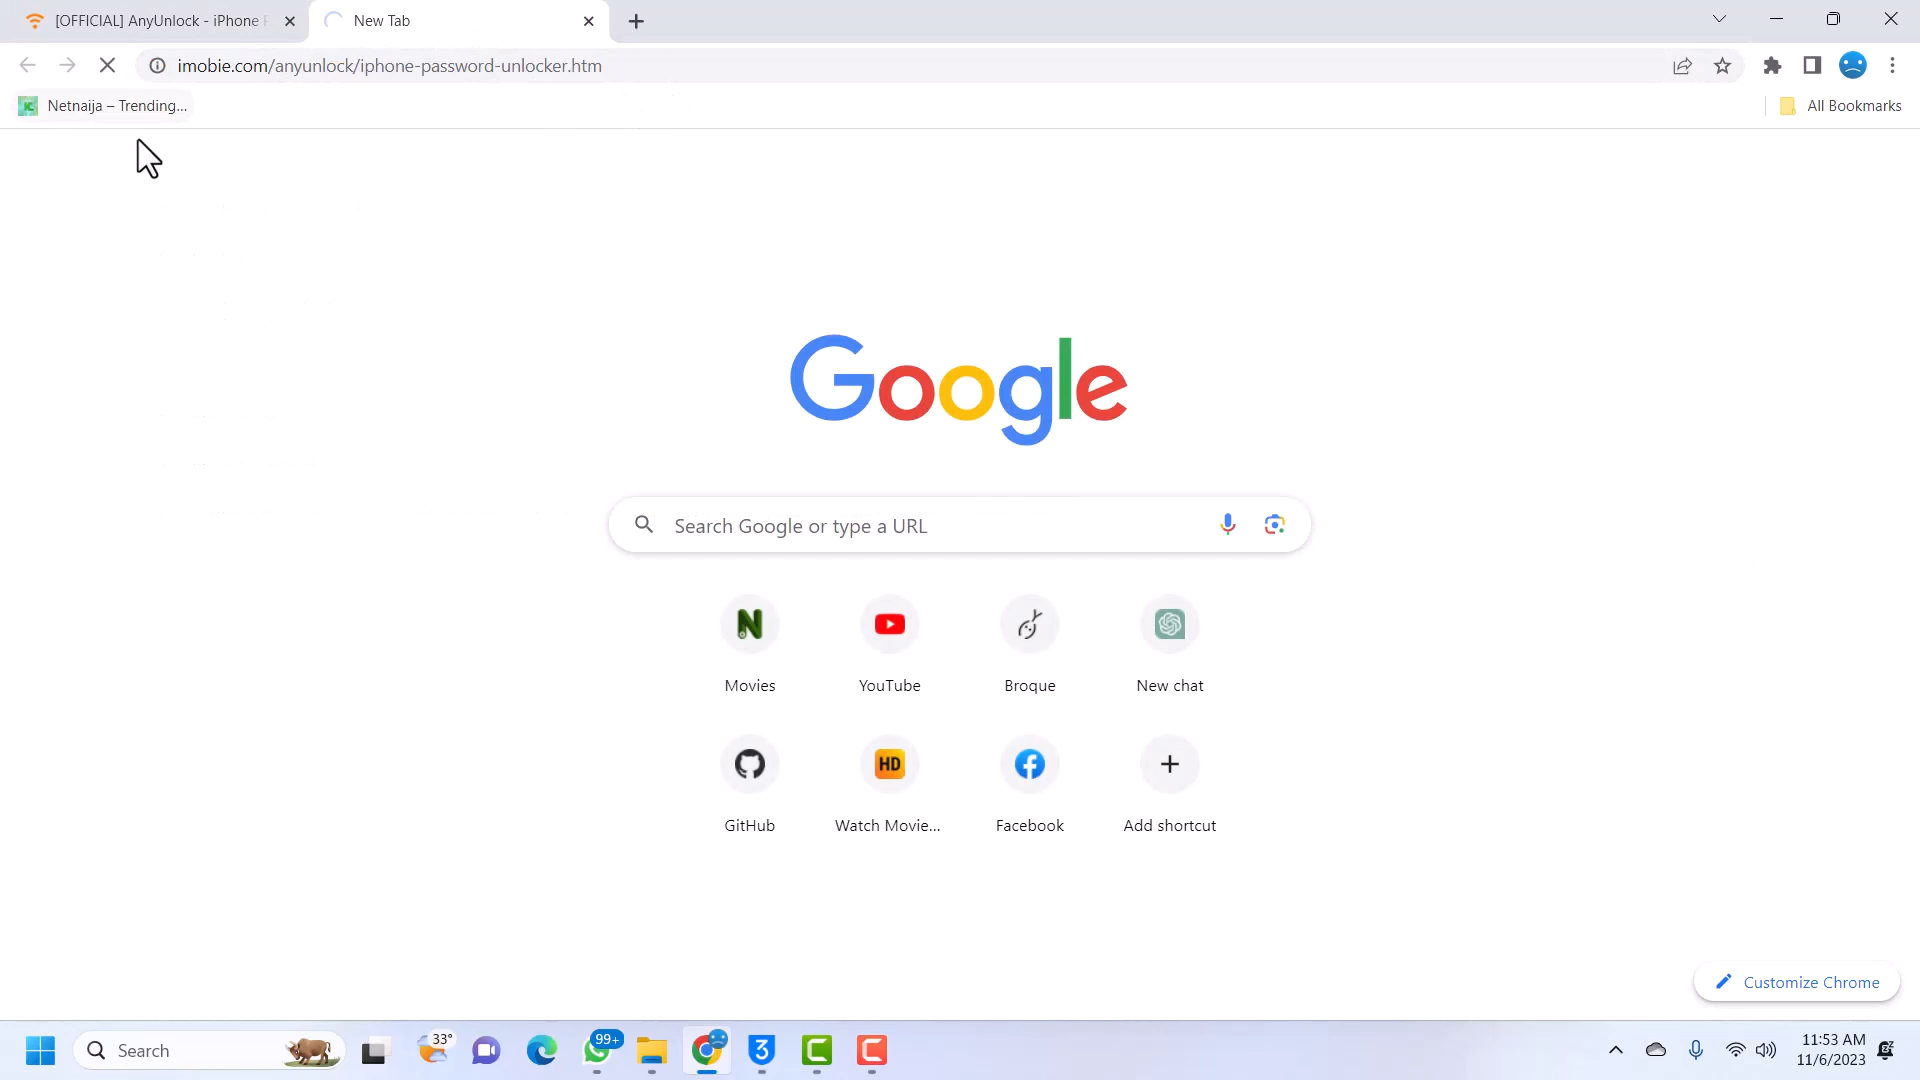 [OFFICIAL] AnyUnlock - iPhone
New Tab
imobie.com/anyunlock/iphone-password-unlocker.htm
Netnaija – Trending...
All Bookmarks
Google
Search Google or type a URL
Movies
YouTube
Broque
New chat
HD
GitHub
Watch Movie...
Facebook
Add shortcut
Customize Chrome
Search
33°
99+
3
11:53 AM
11/6/2023